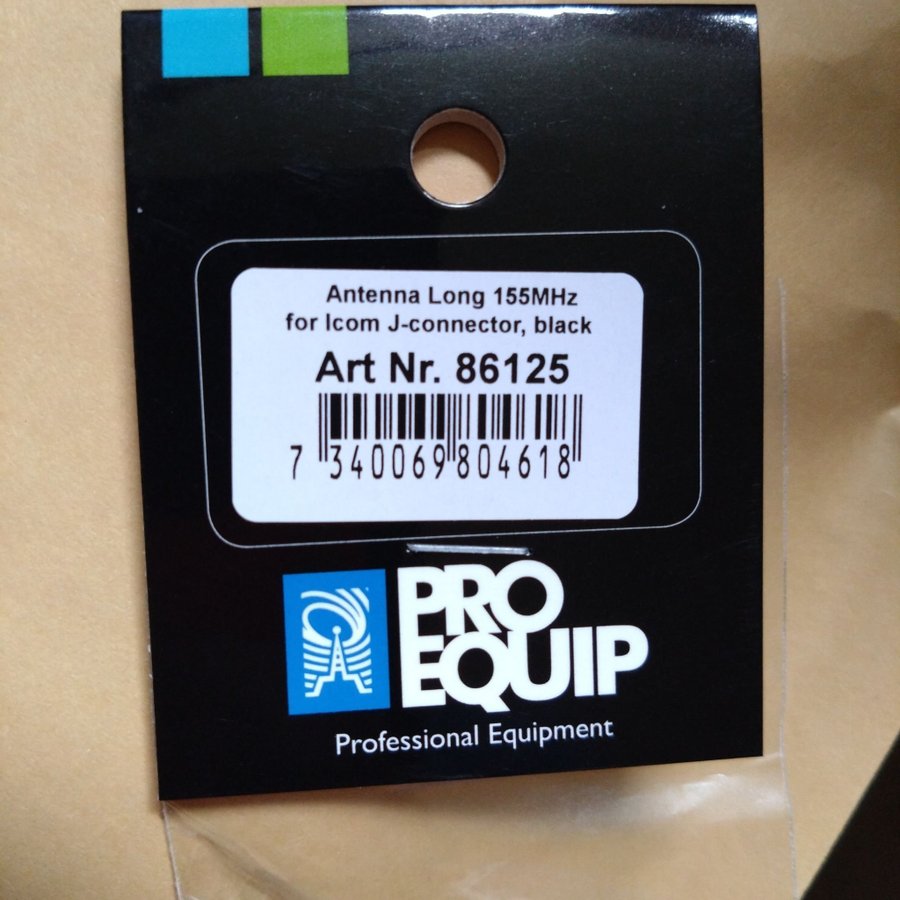 Antenna Long 155MHz
for Icom J-connector, black
Art Nr. 86125
7 340069 804618
PRO
EQUIP
Professional Equipment